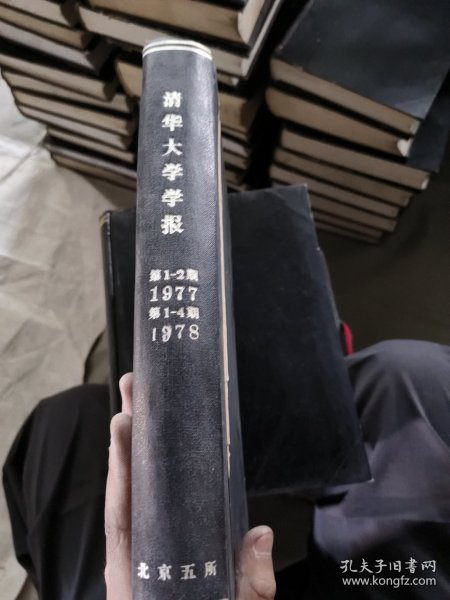 清华大学学报
第1-2期
1977
第1-4期
1978
北京五所
孔夫子旧书网
www.kongfz.com